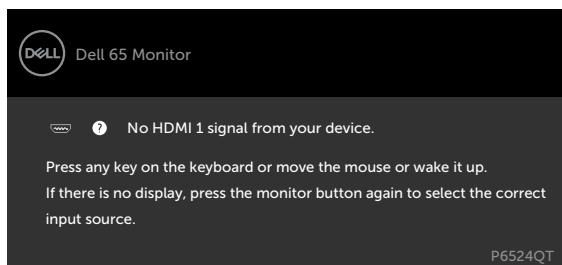 DELL Dell 65 Monitor
? No HDMI 1 signal from your device.
Press any key on the keyboard or move the mouse or wake it up.
If there is no display, press the monitor button again to select the correct
input source.
P6524QT